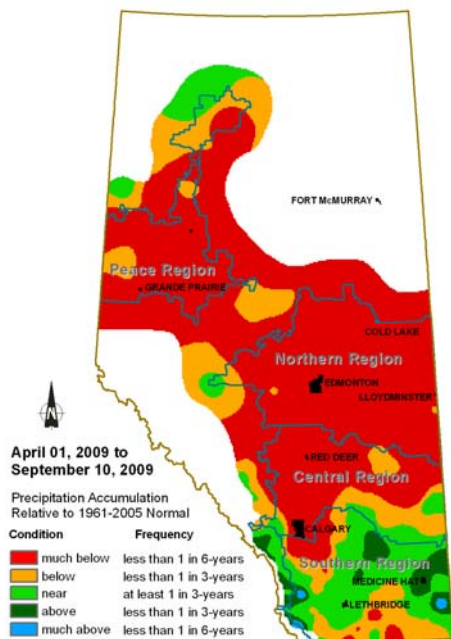 FORT McMURRAY
Peace Region
GRANDE PRAIRIE
COLD LAKE
Northern Region
EDMONTON
LLOYDMINSTER
N
April 01, 2009 to
September 10, 2009
RED DEER
Central Region
Precipitation Accumulation
Relative to 1961-2005 Normal
CALGARY
Condition Frequency
Southern Region
much below less than 1 in 6-years
MEDICINE HAT
below less than 1 in 3-years
near at least 1 in 3-years
LETHBRIDGE
above less than 1 in 3-years
much above less than 1 in 6-years